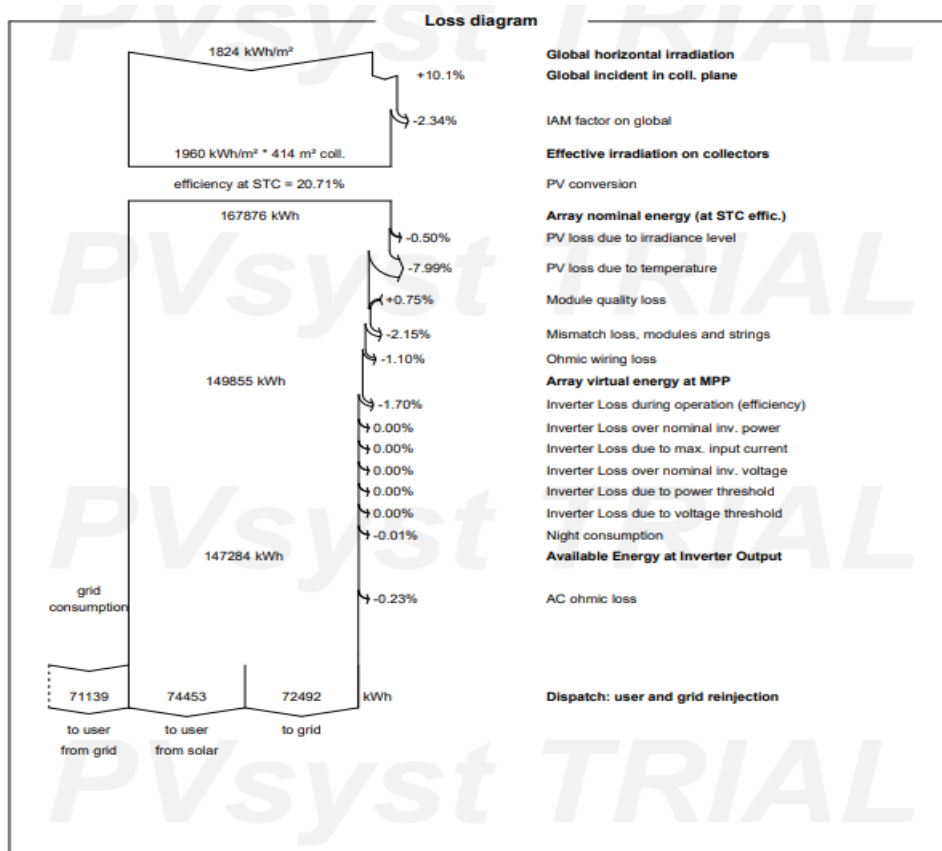 Loss diagram
1824 kWh/m²
Global horizontal irradiation
+10.1%
Global incident in coll. plane
-2.34%
IAM factor on global
1960 kWh/m² * 414 m² coll.
Effective irradiation on collectors
efficiency at STC = 20.71%
PV conversion
167876 kWh
Array nominal energy (at STC effic.)
-0.50%
PV loss due to irradiance level
-7.99%
PV loss due to temperature
+0.75%
Module quality loss
-2.15%
Mismatch loss, modules and strings
-1.10%
Ohmic wiring loss
149855 kWh
Array virtual energy at MPP
-1.70%
Inverter Loss during operation (efficiency)
0.00%
Inverter Loss over nominal inv. power
0.00%
Inverter Loss due to max. input current
0.00%
Inverter Loss over nominal inv. voltage
0.00%
Inverter Loss due to power threshold
0.00%
Inverter Loss due to voltage threshold
-0.01%
Night consumption
147284 kWh
Available Energy at Inverter Output
grid
consumption
-0.23%
AC ohmic loss
71139
74453
72492
kWh
Dispatch: user and grid reinjection
to user
from grid
to user
from solar
to grid
PVsyst TRIAL
PVsyst TRIAL
PVsyst TRIAL
PVsyst TRIAL